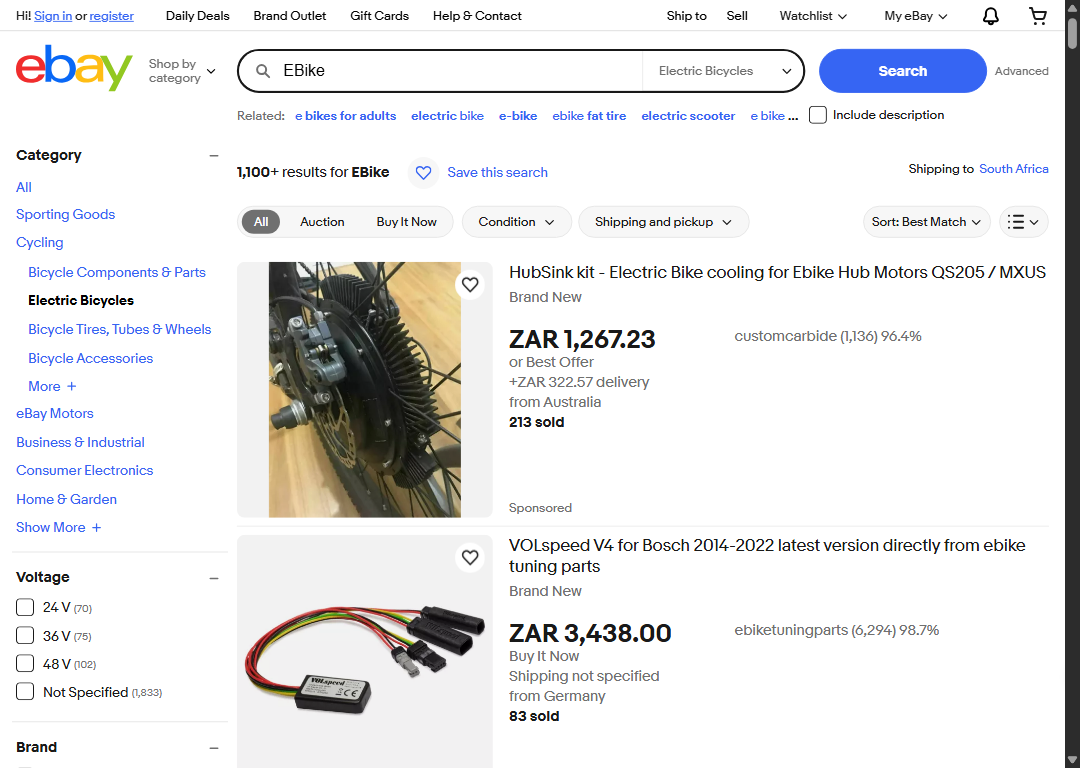 Hi! Sign in or register
Daily Deals
Brand Outlet
Gift Cards
Help & Contact
Ship to
Sell
Watchlist
My eBay
ebay
Shop by
category
EBike
Electric Bicycles
Search
Advanced
Related: e bikes for adults electric bike e-bike ebike fat tire electric scooter e bike ...
Include description
Category
All
Sporting Goods
Cycling
Bicycle Components & Parts
Electric Bicycles
Bicycle Tires, Tubes & Wheels
Bicycle Accessories
More +
eBay Motors
Business & Industrial
Consumer Electronics
Home & Garden
Show More +
Voltage
24 V (70)
36 V (75)
48 V (102)
Not Specified (1,833)
Brand
1,100+ results for EBike
Save this search
Shipping to South Africa
All
Auction
Buy It Now
Condition
Shipping and pickup
Sort: Best Match
HubSink kit - Electric Bike cooling for Ebike Hub Motors QS205 / MXUS
Brand New
ZAR 1,267.23
or Best Offer
+ZAR 322.57 delivery
from Australia
213 sold
customcarbide (1,136) 96.4%
Sponsored
VOLspeed V4 for Bosch 2014-2022 latest version directly from ebike
tuning parts
Brand New
ZAR 3,438.00
Buy It Now
Shipping not specified
from Germany
83 sold
ebiketuningparts (6,294) 98.7%
VOLspeed